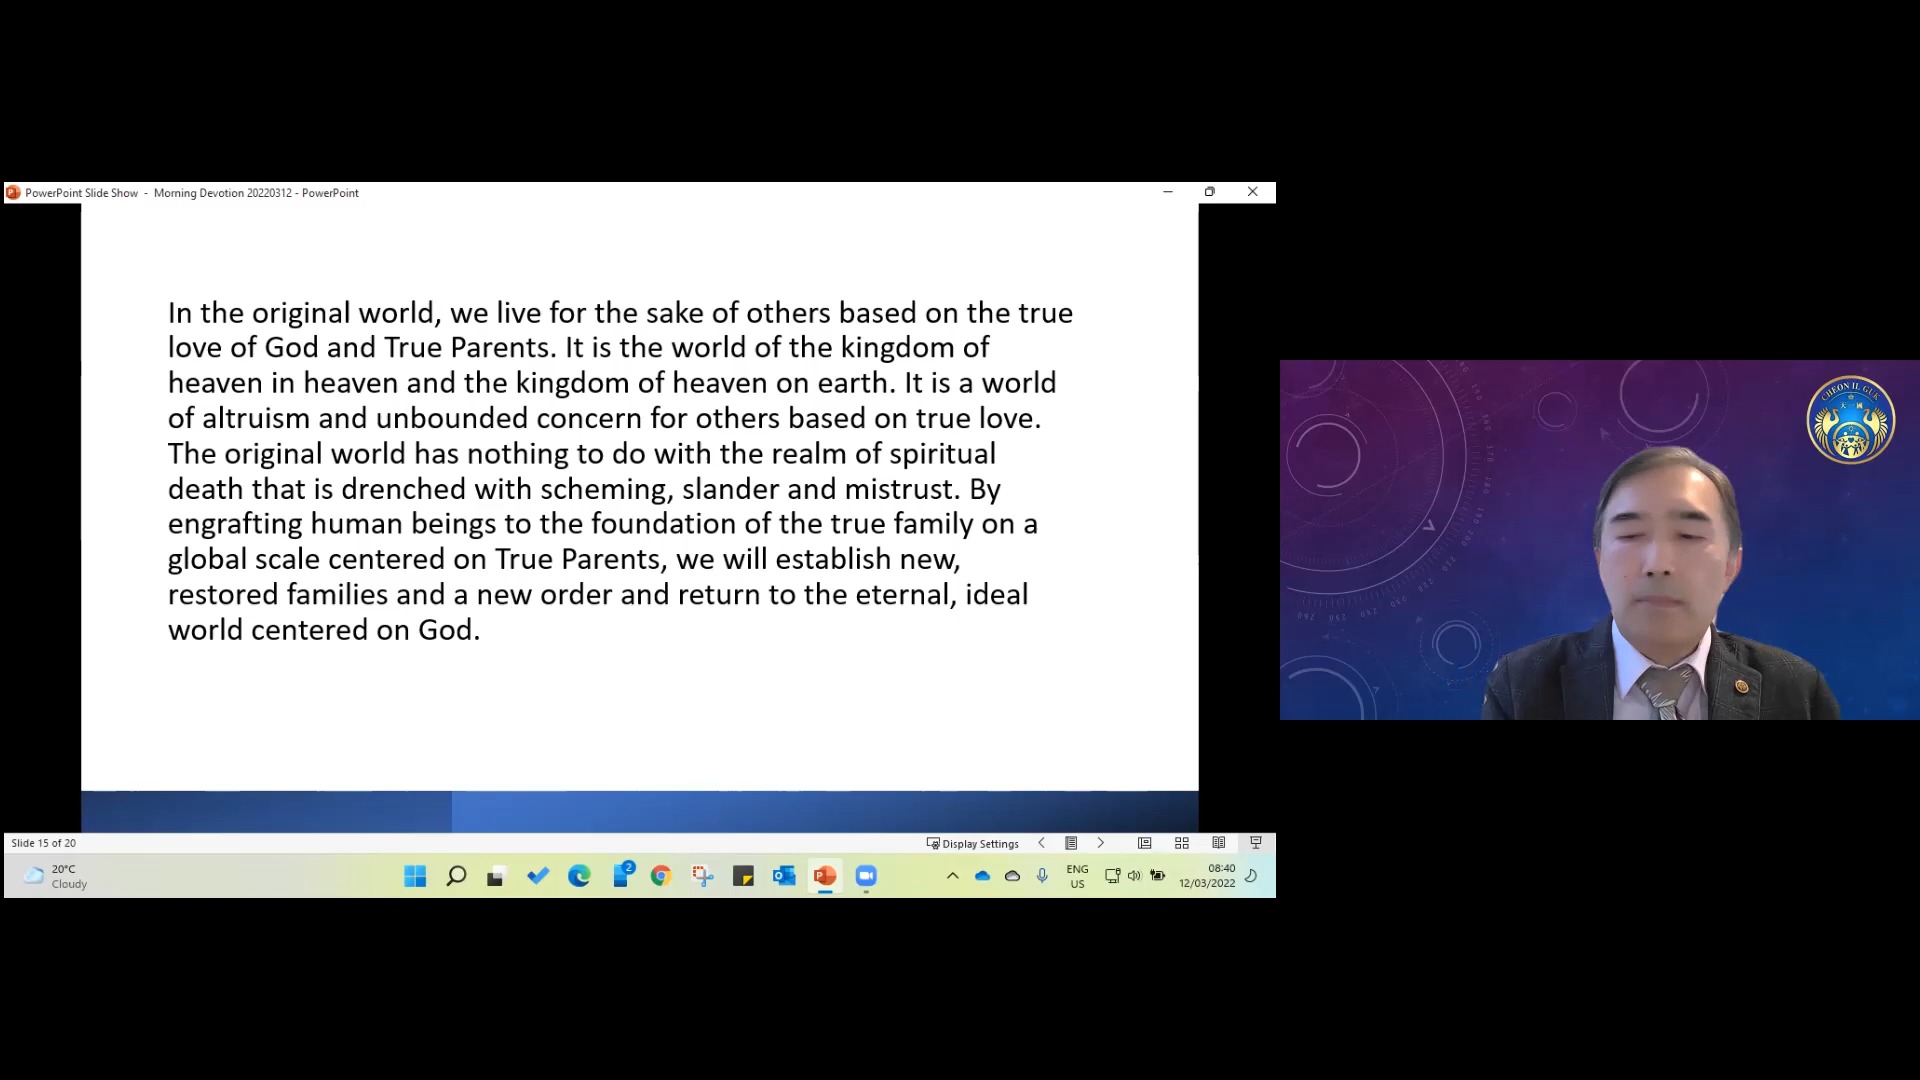 PowerPoint Slide Show - Morning Devotion 20220312 - PowerPoint
In the original world, we live for the sake of others based on the true
love of God and True Parents. It is the world of the kingdom of
heaven in heaven and the kingdom of heaven on earth. It is a world
of altruism and unbounded concern for others based on true love.
The original world has nothing to do with the realm of spiritual
death that is drenched with scheming, slander and mistrust. By
engrafting human beings to the foundation of the true family on a
global scale centered on True Parents, we will establish new,
restored families and a new order and return to the eternal, ideal
world centered on God.
CHEON IL GUK
Slide 15 of 20
Display Settings
20°C
Cloudy
2
ENG
US
08:40
12/03/2022